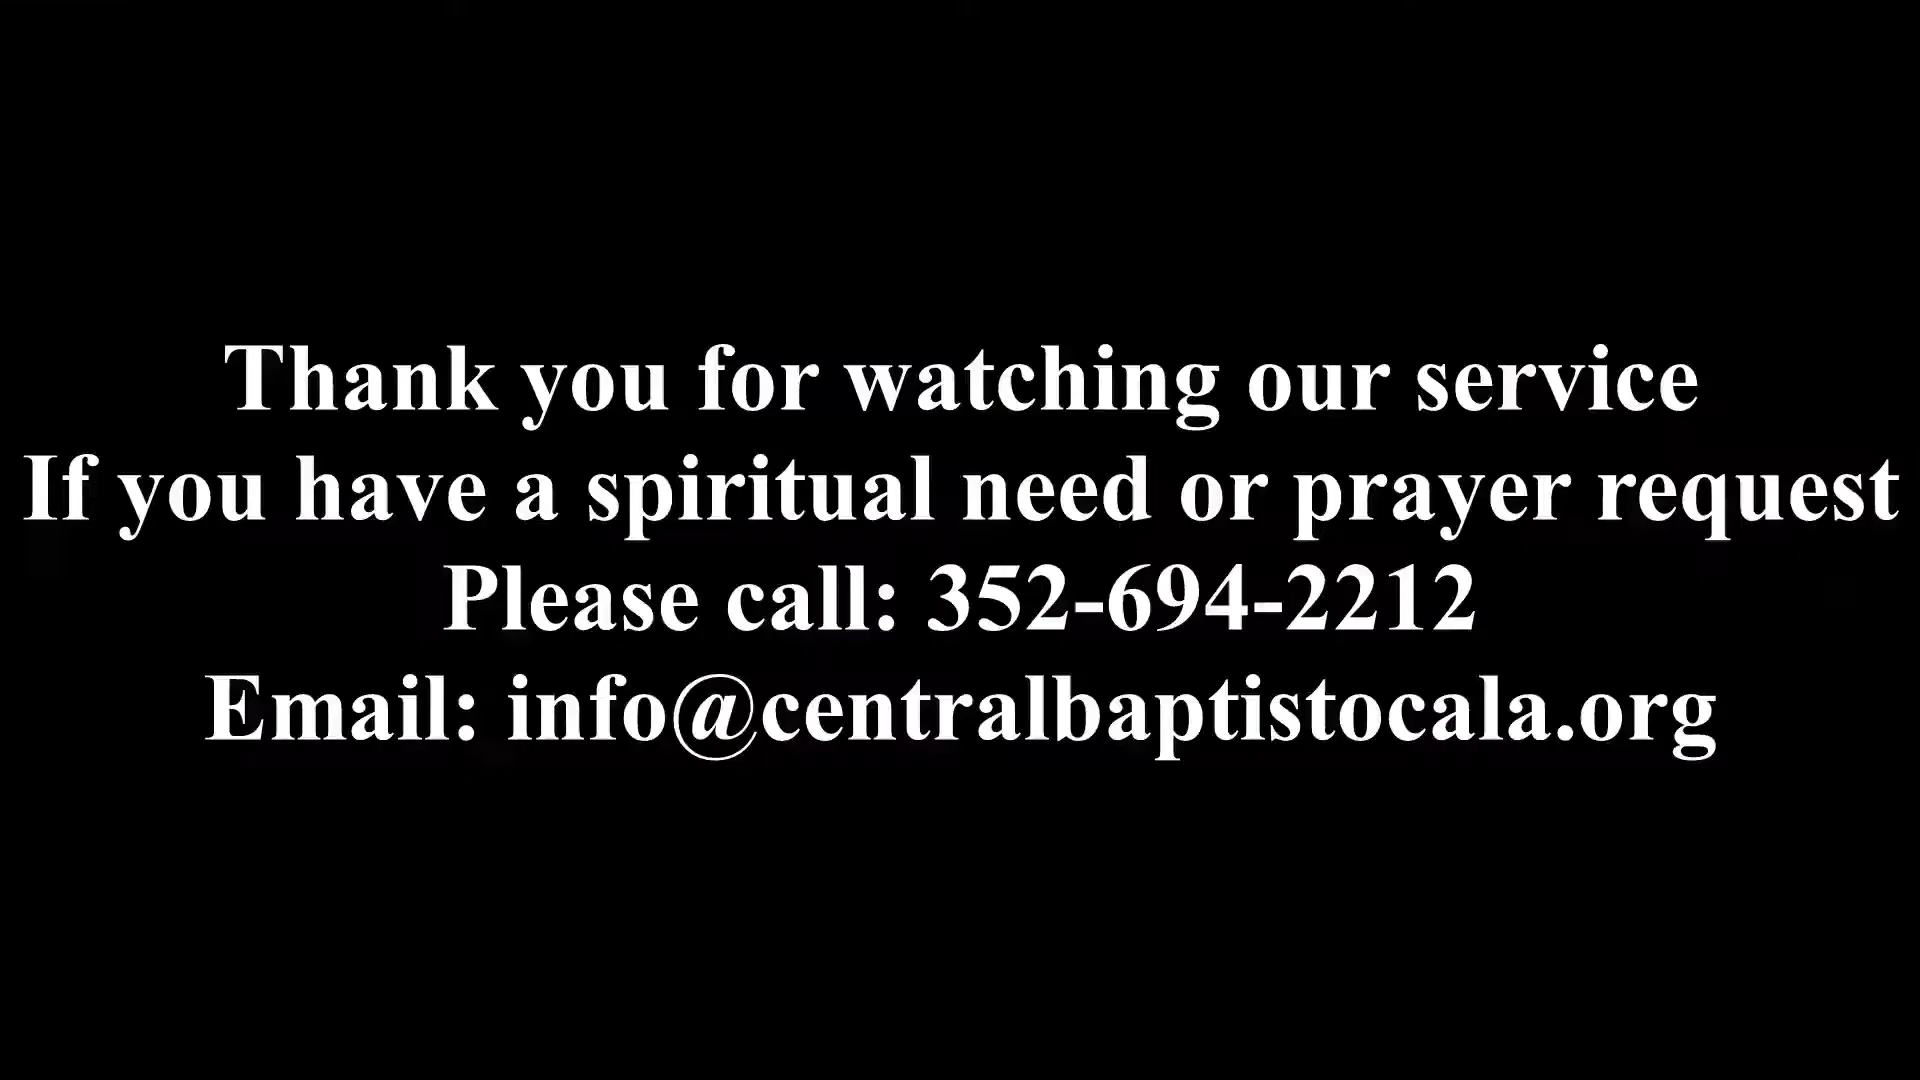 Thank you for watching our service
If you have a spiritual need or prayer request
Please call: 352-694-2212
Email: info@centralbaptistocala.org